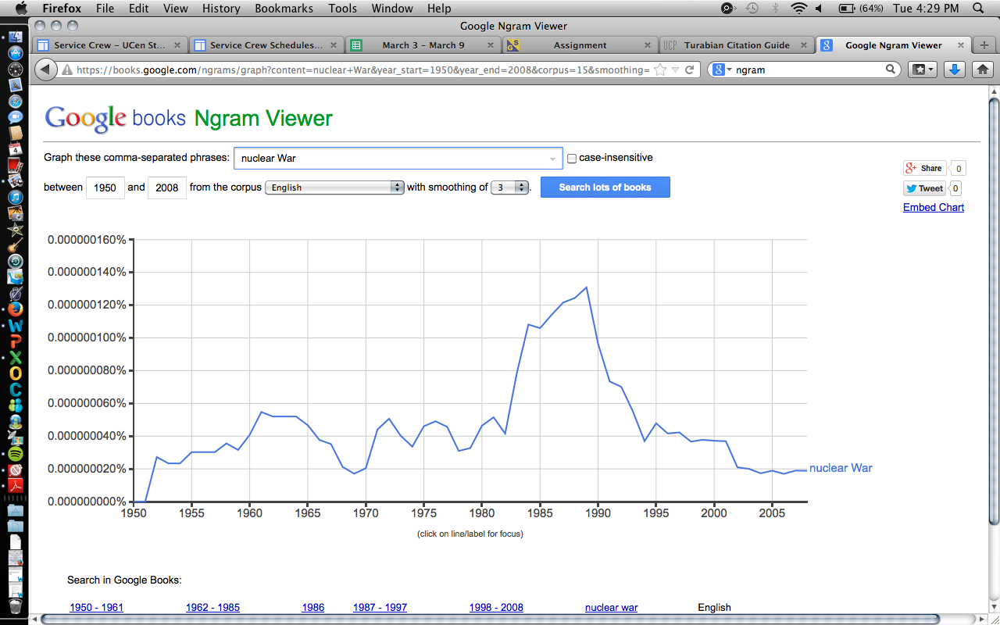 Firefox File Edit View History Bookmarks Tools Window Help (64%) Tue 4:29 PM
Google Ngram Viewer
Service Crew – UCen St... Service Crew Schedules... March 3 – March 9 Assignment Turabian Citation Guide Google Ngram Viewer
https://books.google.com/ngrams/graph?content=nuclear+War&year_start=1950&year_end=2008&corpus=15&smoothing= ngram
Google books Ngram Viewer
Graph these comma-separated phrases: nuclear War case-insensitive
Share 0
between 1950 and 2008 from the corpus English with smoothing of 3 . Search lots of books
Tweet 0
Embed Chart
0.000000160%
0.000000140%
0.000000120%
0.000000100%
0.000000080%
0.000000060%
0.000000040%
0.000000020%
nuclear War
0.000000000%
1950 1955 1960 1965 1970 1975 1980 1985 1990 1995 2000 2005
(click on line/label for focus)
Search in Google Books:
1950 - 1961 1962 - 1985 1986 1987 - 1997 1998 - 2008 nuclear war English